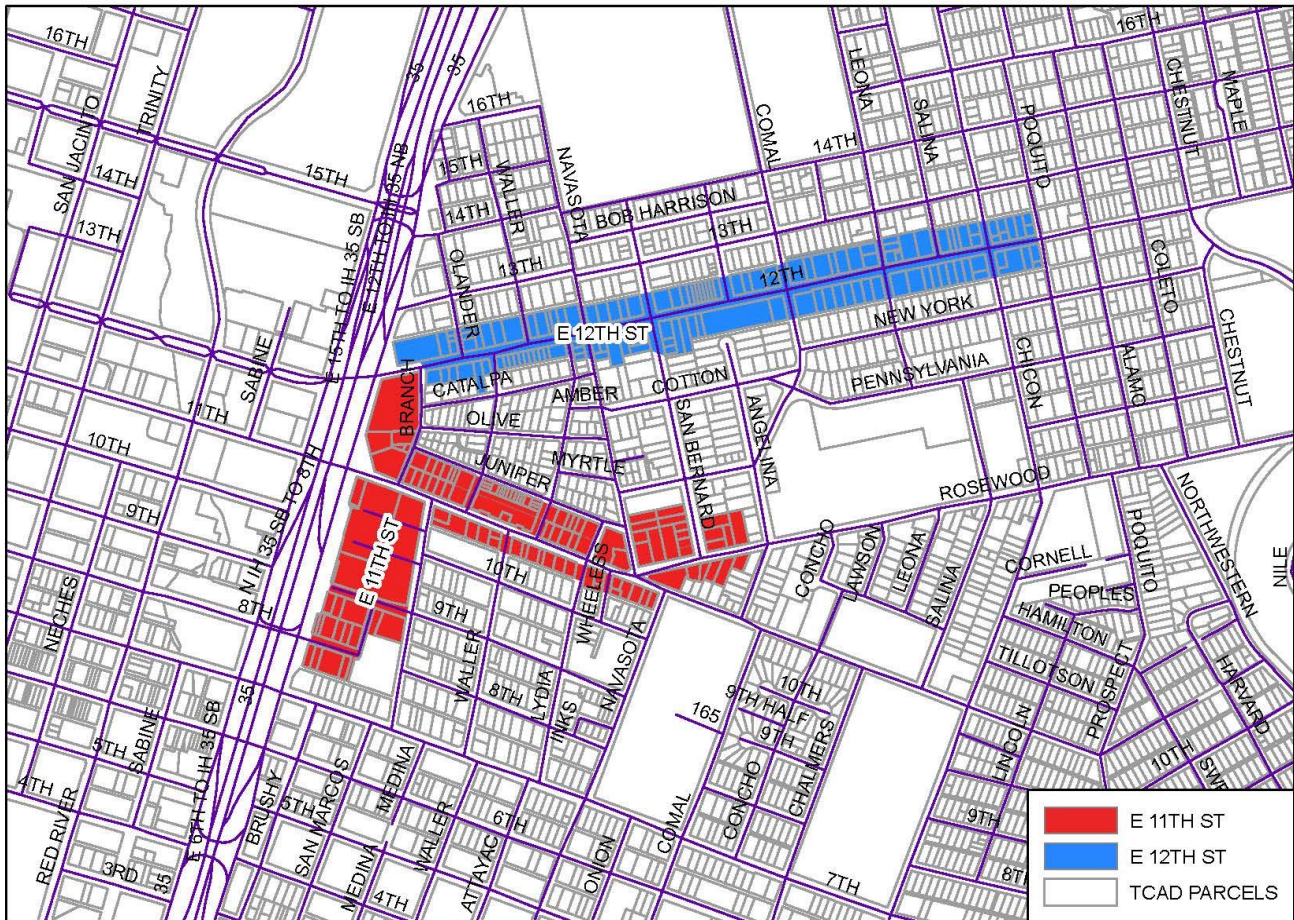 16TH
SAN JACINTO
TRINITY
14TH
13TH
15TH
35
35
E 15TH TO IH 35 SB
E 12TH TO IH 35 NB
16TH
15TH
WALLER
14TH
OLANDER
13TH
NAVASOTA
BOB HARRISON
13TH
COMAL
14TH
LEONA
SALINA
POQUITO
16TH
CHESTNUT
MAPLE
12TH
E 12TH ST
NEW YORK
PENNSYLVANIA
CHICON
ALAMO
COLETO
CHESTNUT
SABINE
BRANCH
CATALPA
OLIVE
AMBER
COTTON
JUNIPER
MYRTLE
SAN BERNARD
ANGELINA
ROSEWOOD
11TH
10TH
9TH
8TH
N IH 35 SB TO 8TH
E 11TH ST
10TH
9TH
WALLER
8TH
LYDIA
INKS
WHEELESS
NAVASOTA
CONCHO
LAWSON
LEONA
SALINA
CORNELL
PEOPLES
HAMILTON
TILLOTSON
PROSPECT
POQUITO
NORTHWESTERN
NILE
HARVARD
10TH
LINCOLN
9TH
8TH
NECHES
SABINE
5TH
4TH
RED RIVER
3RD
35
35
E 6TH TO IH 35 SB
BRUSHY
SAN MARCOS
5TH
MEDINA
MEDINA
4TH
WALLER
ATTAYAC
6TH
ONION
COMAL
165
10TH
9TH HALF
9TH
CONCHO
CHALMERS
7TH
E 11TH ST
E 12TH ST
TCAD PARCELS